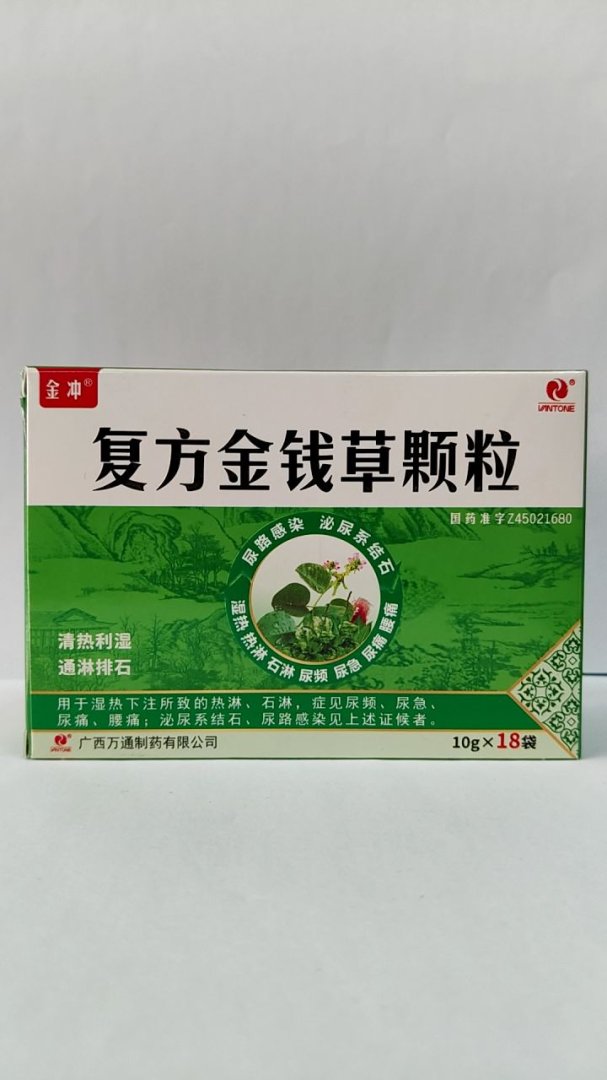 金冲®
VANTONE®
复方金钱草颗粒
国药准字Z45021680
尿路感染 泌尿系结石
湿热 热淋 石淋 尿频 尿急 尿痛 腰痛
清热利湿
通淋排石
用于湿热下注所致的热淋、石淋,症见尿频、尿急、
尿痛、腰痛;泌尿系结石、尿路感染见上述证候者。
VANTONE 广西万通制药有限公司
10g×18袋